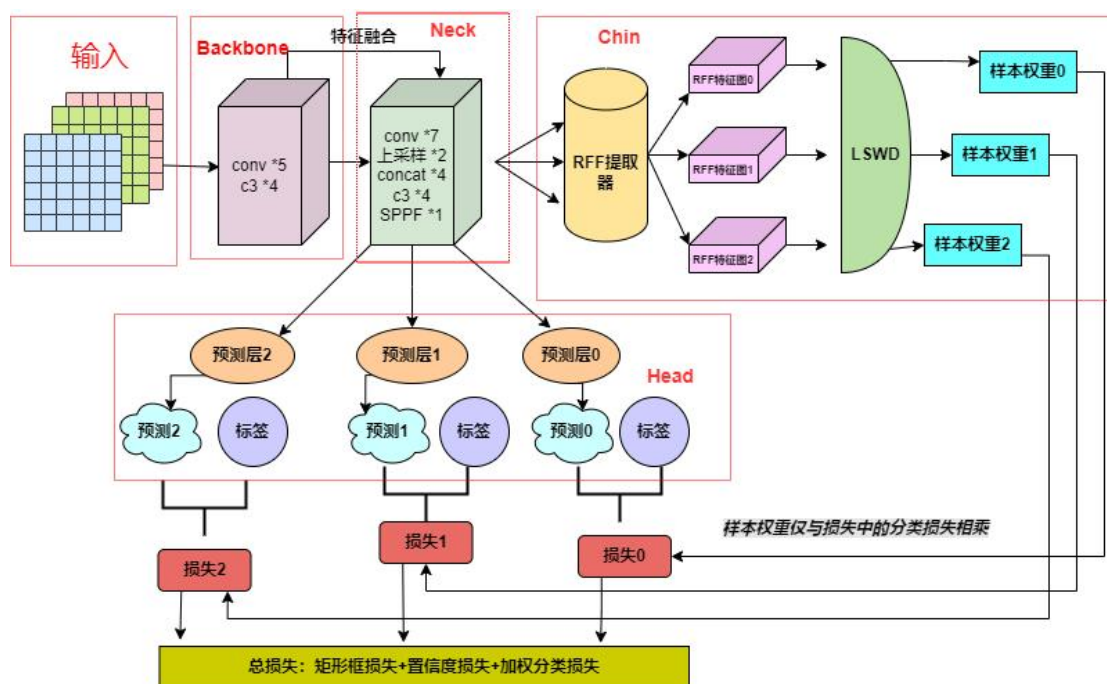 输入
Backbone
特征融合
Neck
Chin
conv *5
c3 *4
conv *7
上采样 *2
concat *4
c3 *4
SPPF *1
RFF提取
器
RFF特征图0
RFF特征图1
RFF特征图2
LSWD
样本权重0
样本权重1
样本权重2
预测层2
预测层1
预测层0
Head
预测2
标签
预测1
标签
预测0
标签
样本权重仅与损失中的分类损失相乘
损失2
损失1
损失0
总损失：矩形框损失+置信度损失+加权分类损失